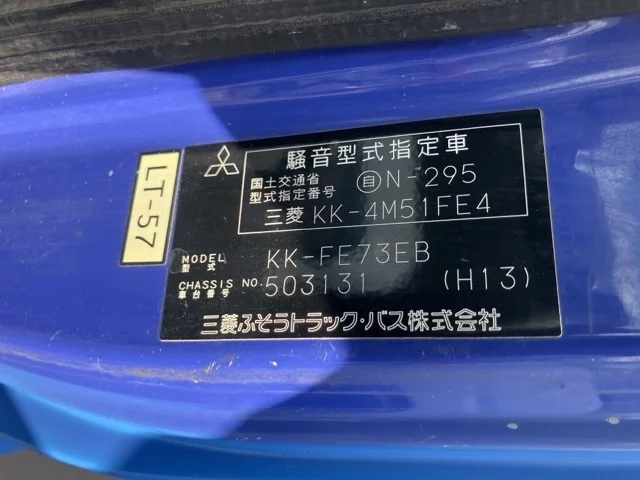 LT-57
騒音型式指定車
国土交通省
型式指定番号
自 N-295
三菱 KK-4M51FE4
MODEL
型式
KK-FE73EB
CHASSIS NO.
車台番号
503131 (H13)
三菱ふそうトラック・バス株式会社